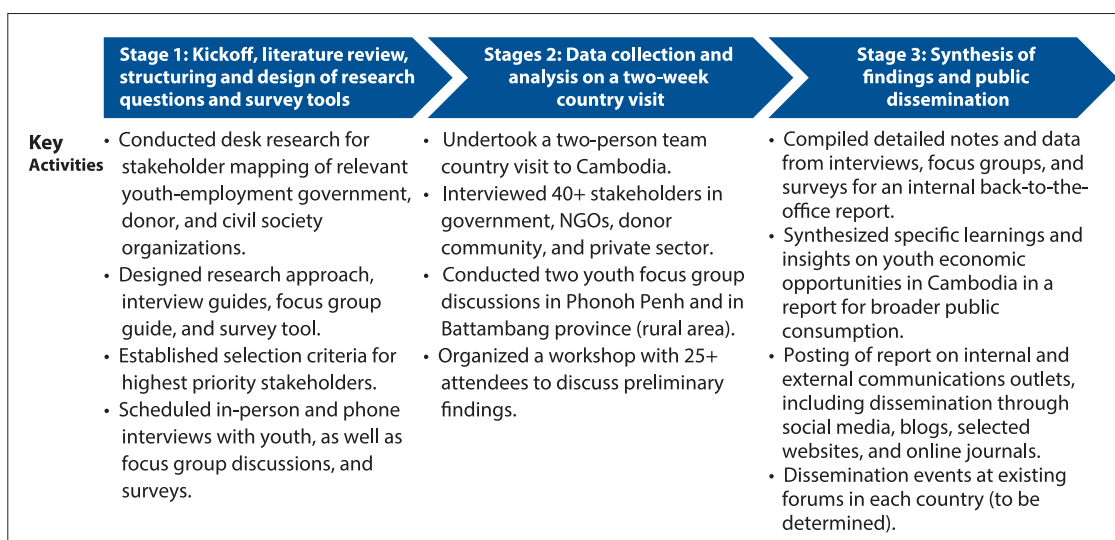 Stage 1: Kickoff, literature review,
structuring and design of research
questions and survey tools
Stages 2: Data collection and
analysis on a two-week
country visit
Stage 3: Synthesis of
findings and public
dissemination
Key
Activities
• Conducted desk research for
stakeholder mapping of relevant
youth-employment government,
donor, and civil society
organizations.
• Designed research approach,
interview guides, focus group
guide, and survey tool.
• Established selection criteria for
highest priority stakeholders.
• Scheduled in-person and phone
interviews with youth, as well as
focus group discussions, and
surveys.
• Undertook a two-person team
country visit to Cambodia.
• Interviewed 40+ stakeholders in
government, NGOs, donor
community, and private sector.
• Conducted two youth focus group
discussions in Phonoh Penh and in
Battambang province (rural area).
• Organized a workshop with 25+
attendees to discuss preliminary
findings.
• Compiled detailed notes and data
from interviews, focus groups, and
surveys for an internal back-to-the-
office report.
• Synthesized specific learnings and
insights on youth economic
opportunities in Cambodia in a
report for broader public
consumption.
• Posting of report on internal and
external communications outlets,
including dissemination through
social media, blogs, selected
websites, and online journals.
• Dissemination events at existing
forums in each country (to be
determined).